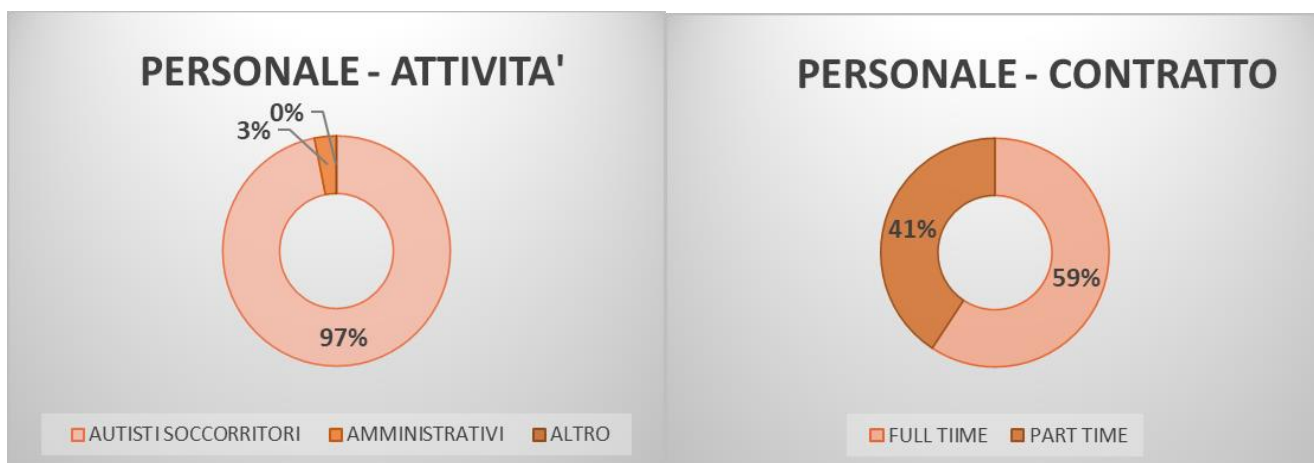 PERSONALE - ATTIVITA'
0%
3%
97%
AUTISTI SOCCORRITORI AMMINISTRATIVI ALTRO
PERSONALE - CONTRATTO
41%
59%
FULL TIIME PART TIME